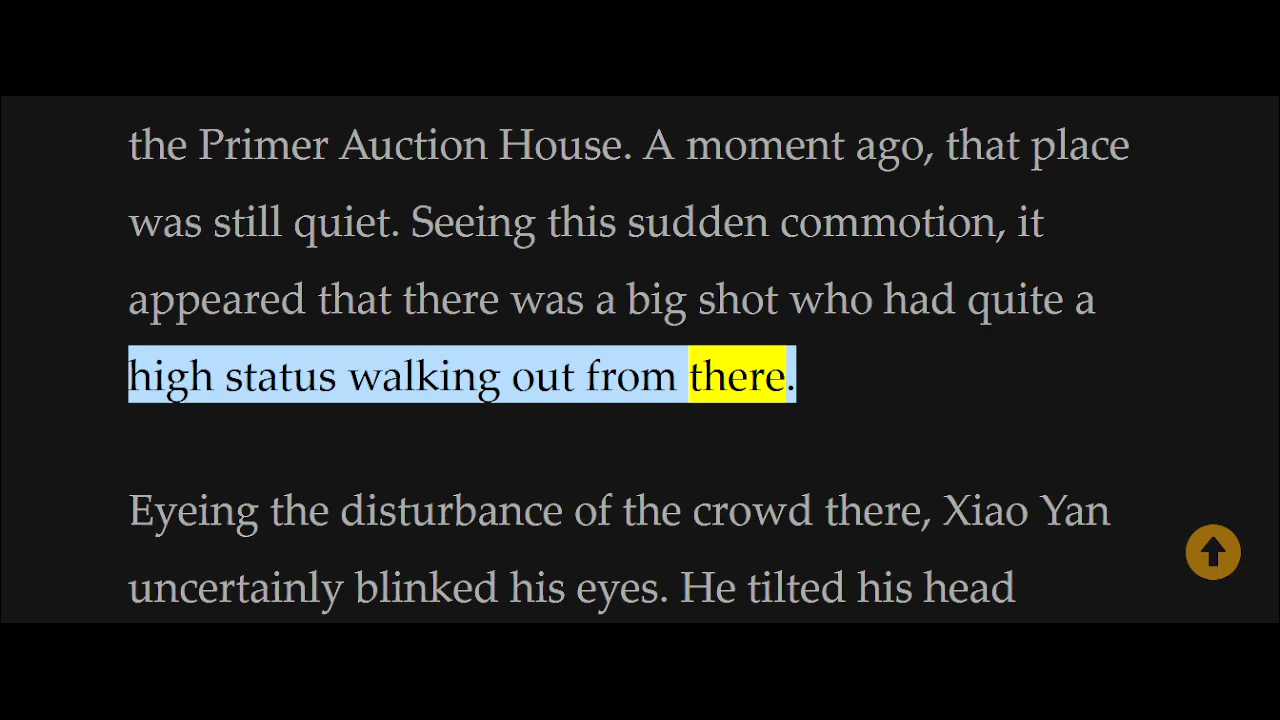 the Primer Auction House. A moment ago, that place
was still quiet. Seeing this sudden commotion, it
appeared that there was a big shot who had quite a
high status walking out from there.
Eyeing the disturbance of the crowd there, Xiao Yan
uncertainly blinked his eyes. He tilted his head